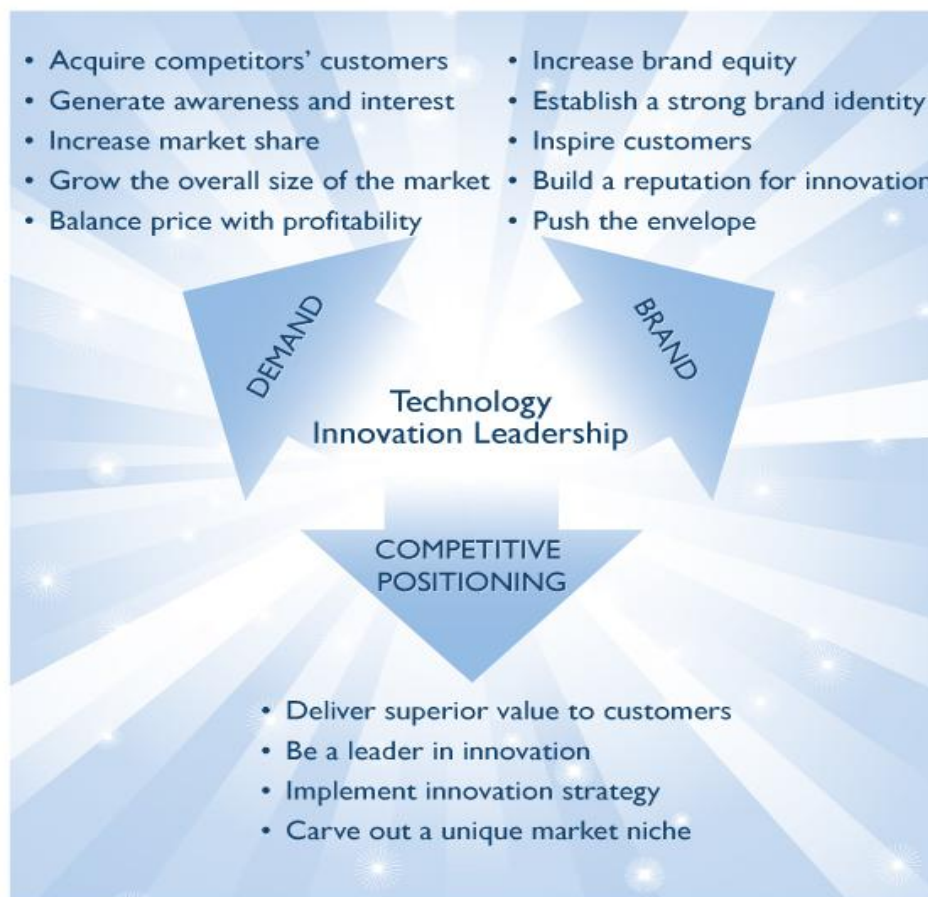 • Acquire competitors’ customers
• Generate awareness and interest
• Increase market share
• Grow the overall size of the market
• Balance price with profitability
• Increase brand equity
• Establish a strong brand identity
• Inspire customers
• Build a reputation for innovation
• Push the envelope
DEMAND
BRAND
Technology
Innovation Leadership
COMPETITIVE
POSITIONING
• Deliver superior value to customers
• Be a leader in innovation
• Implement innovation strategy
• Carve out a unique market niche